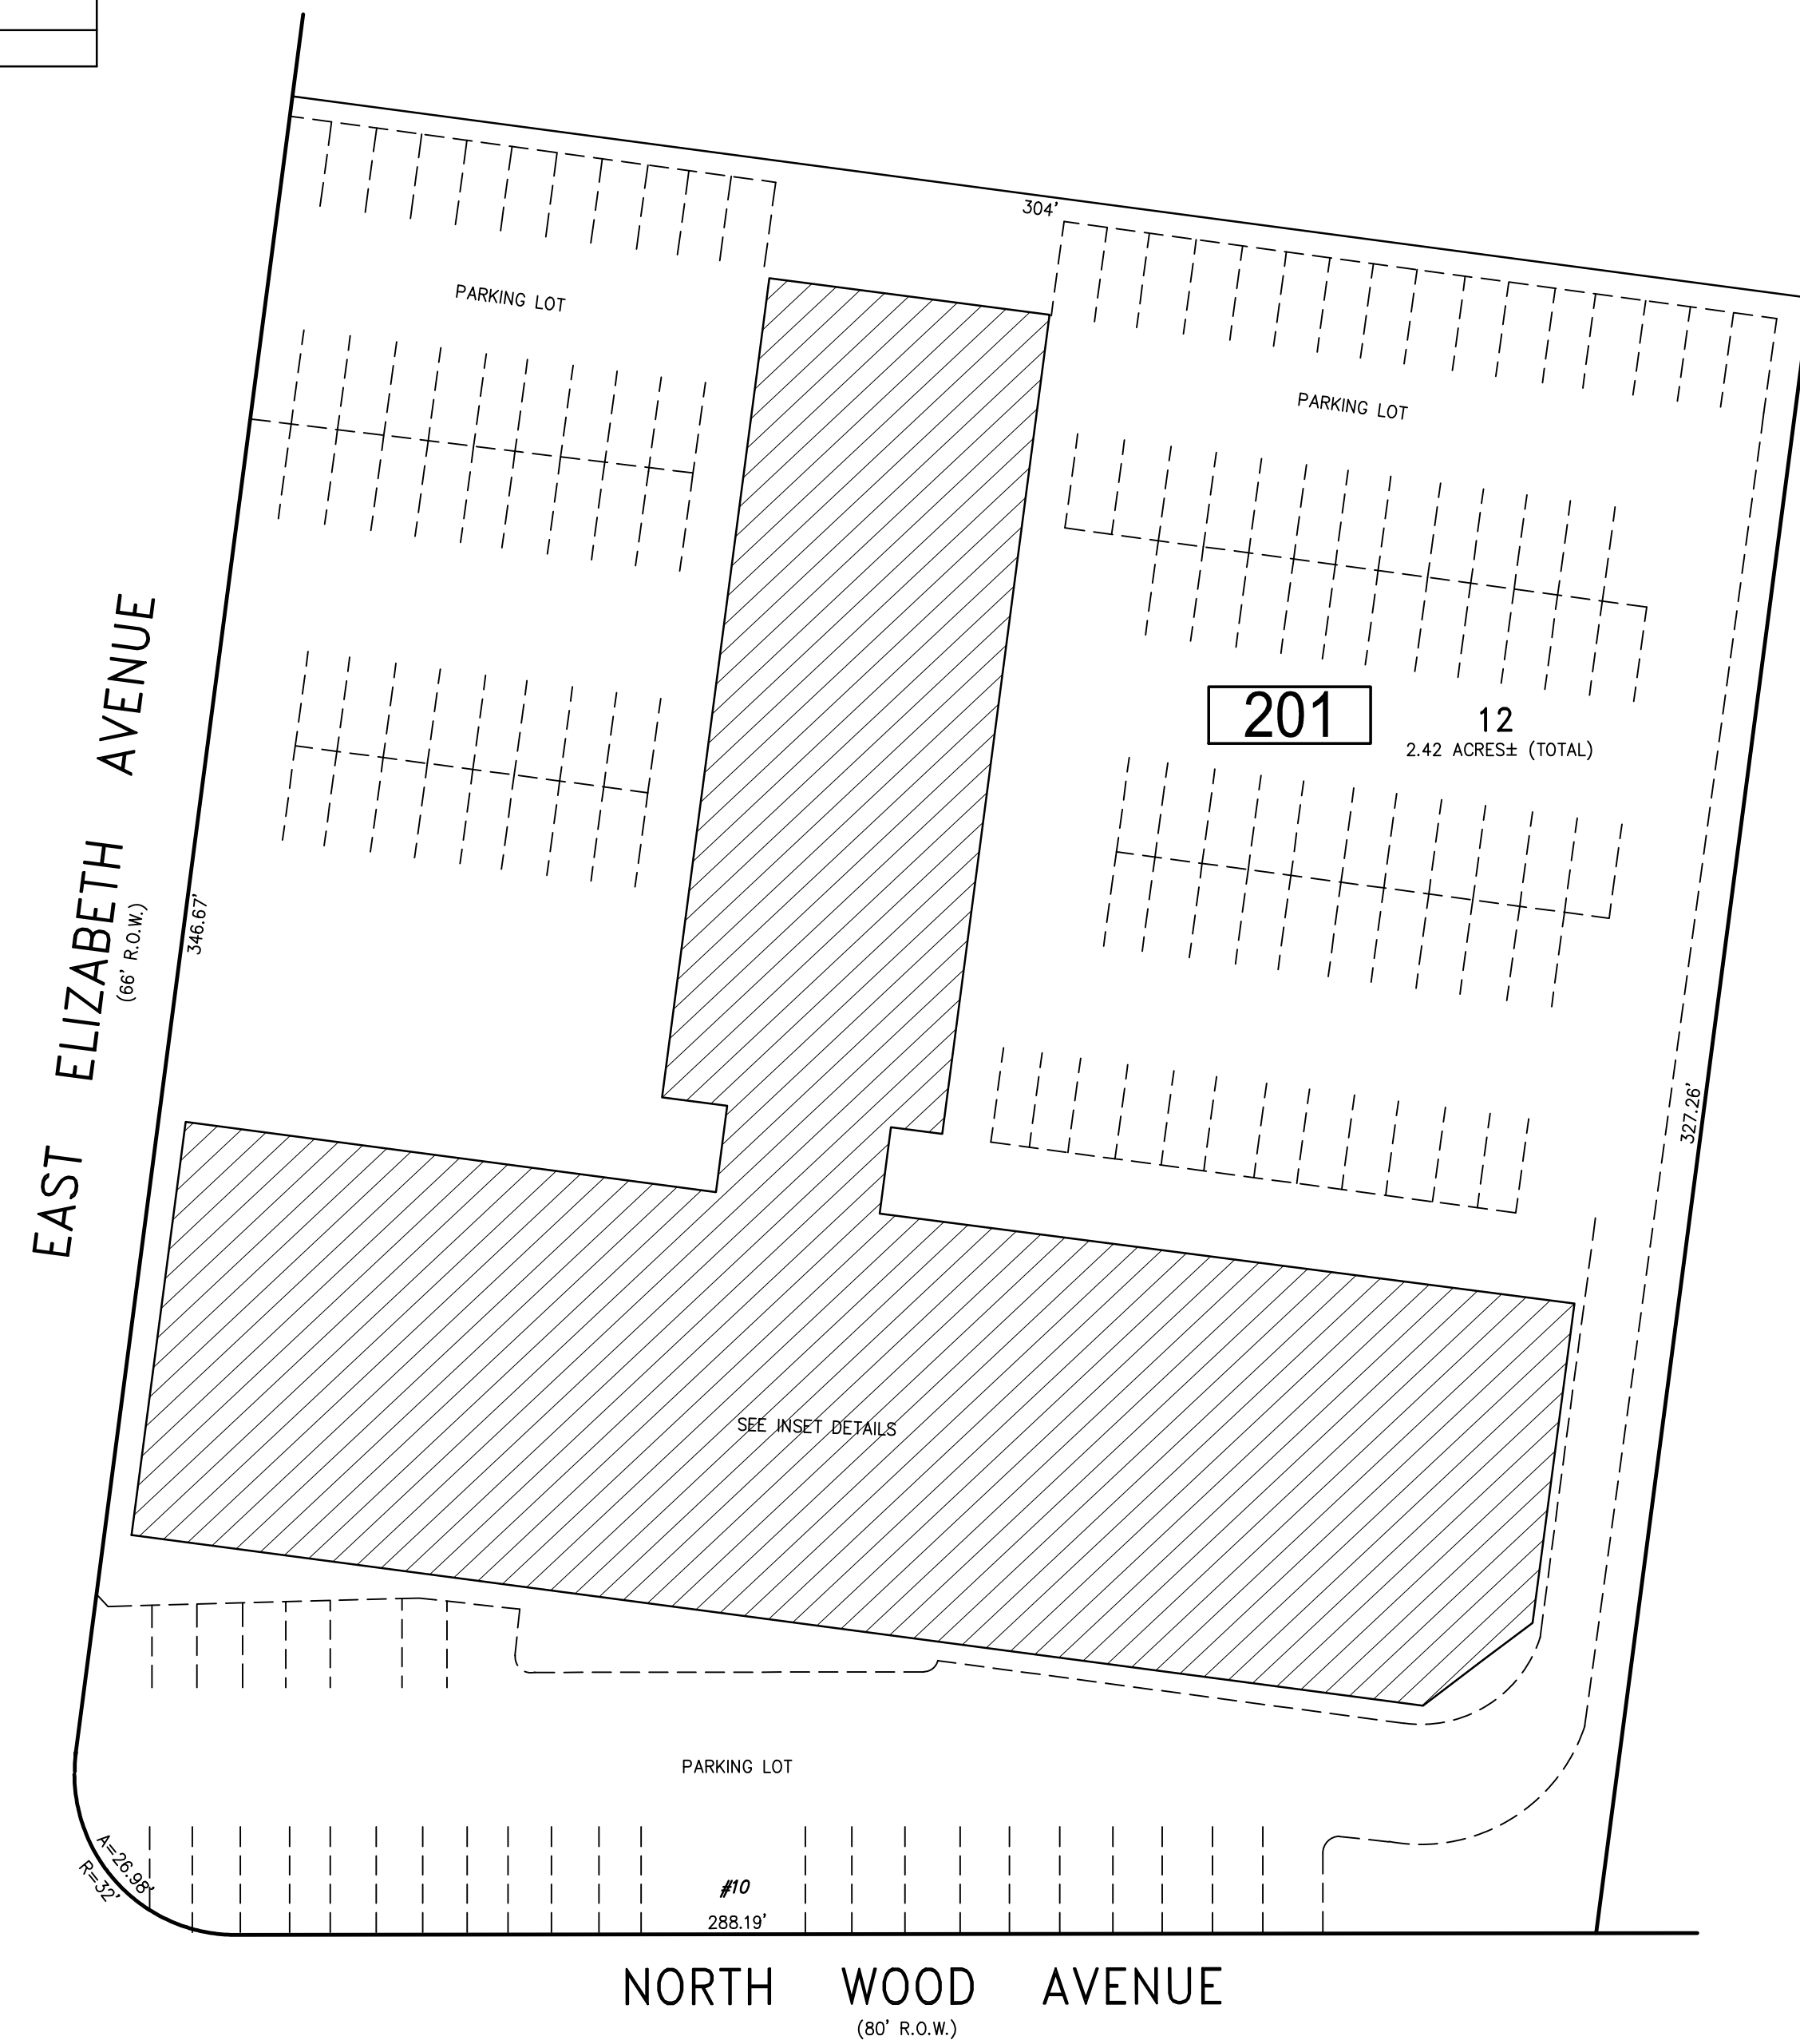 304'
PARKING LOT
PARKING LOT
201
12
2.42 ACRES± (TOTAL)
EAST ELIZABETH AVENUE
(66' R.O.W.)
346.67'
327.26'
SEE INSET DETAILS
PARKING LOT
A=26.98'
R=32'
#10
288.19'
NORTH WOOD AVENUE
(80' R.O.W.)